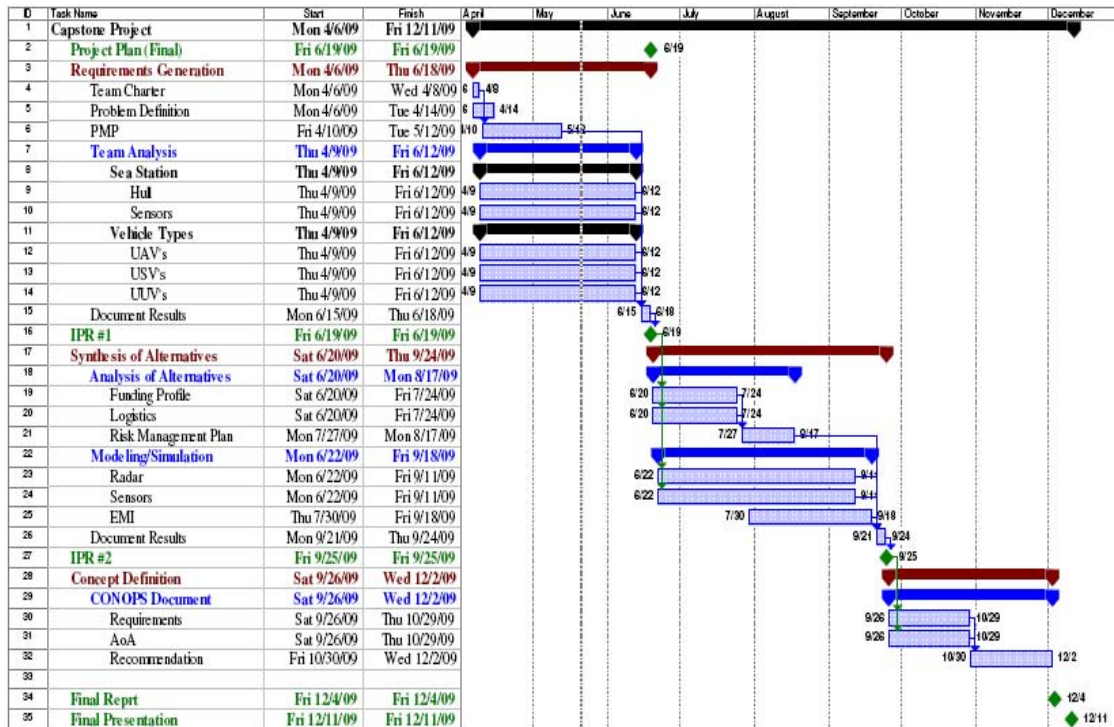 ID Task Name Start Finish April May June July August September October November December
1 Capstone Project Mon 4/6/09 Fri 12/11/09
2 Project Plan (Final) Fri 6/19/09 Fri 6/19/09 6/19
3 Requirements Generation Mon 4/6/09 Thu 6/18/09
4 Team Charter Mon 4/6/09 Wed 4/8/09 6 4/8
5 Problem Definition Mon 4/6/09 Tue 4/14/09 6 4/14
6 PMP Fri 4/10/09 Tue 5/12/09 4/10 5/12
7 Team Analysis Thu 4/9/09 Fri 6/12/09
8 Sea Station Thu 4/9/09 Fri 6/12/09
9 Hull Thu 4/9/09 Fri 6/12/09 4/9 6/12
10 Sensors Thu 4/9/09 Fri 6/12/09 4/9 6/12
11 Vehicle Types Thu 4/9/09 Fri 6/12/09
12 UAV's Thu 4/9/09 Fri 6/12/09 4/9 6/12
13 USV's Thu 4/9/09 Fri 6/12/09 4/9 6/12
14 UUV's Thu 4/9/09 Fri 6/12/09 4/9 6/12
15 Document Results Mon 6/15/09 Thu 6/18/09 6/15 6/18
16 IPR #1 Fri 6/19/09 Fri 6/19/09 6/19
17 Synthesis of Alternatives Sat 6/20/09 Thu 9/24/09
18 Analysis of Alternatives Sat 6/20/09 Mon 8/17/09
19 Funding Profile Sat 6/20/09 Fri 7/24/09 6/20 7/24
20 Logistics Sat 6/20/09 Fri 7/24/09 6/20 7/24
21 Risk Management Plan Mon 7/27/09 Mon 8/17/09 7/27 8/17
22 Modeling/Simulation Mon 6/22/09 Fri 9/18/09
23 Radar Mon 6/22/09 Fri 9/11/09 6/22 9/11
24 Sensors Mon 6/22/09 Fri 9/11/09 6/22 9/11
25 EMI Thu 7/30/09 Fri 9/18/09 7/30 9/18
26 Document Results Mon 9/21/09 Thu 9/24/09 9/21 9/24
27 IPR #2 Fri 9/25/09 Fri 9/25/09 9/25
28 Concept Definition Sat 9/26/09 Wed 12/2/09
29 CONOPS Document Sat 9/26/09 Wed 12/2/09
30 Requirements Sat 9/26/09 Thu 10/29/09 9/26 10/29
31 AoA Sat 9/26/09 Thu 10/29/09 9/26 10/29
32 Recommendation Fri 10/30/09 Wed 12/2/09 10/30 12/2
33
34 Final Reprt Fri 12/4/09 Fri 12/4/09 12/4
35 Final Presentation Fri 12/11/09 Fri 12/11/09 12/11